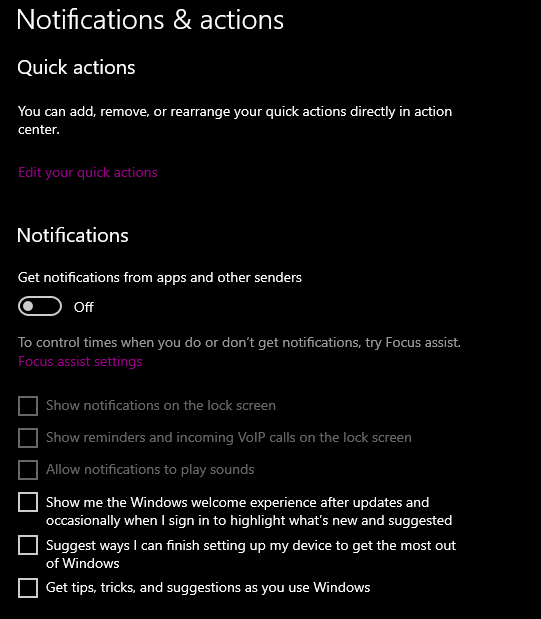 Notifications & actions
Quick actions
You can add, remove, or rearrange your quick actions directly in action
center.
Edit your quick actions
Notifications
Get notifications from apps and other senders
Off
To control times when you do or don't get notifications, try Focus assist.
Focus assist settings
Show notifications on the lock screen
Show reminders and incoming VoIP calls on the lock screen
Allow notifications to play sounds
Show me the Windows welcome experience after updates and
occasionally when I sign in to highlight what's new and suggested
Suggest ways I can finish setting up my device to get the most out
of Windows
Get tips, tricks, and suggestions as you use Windows